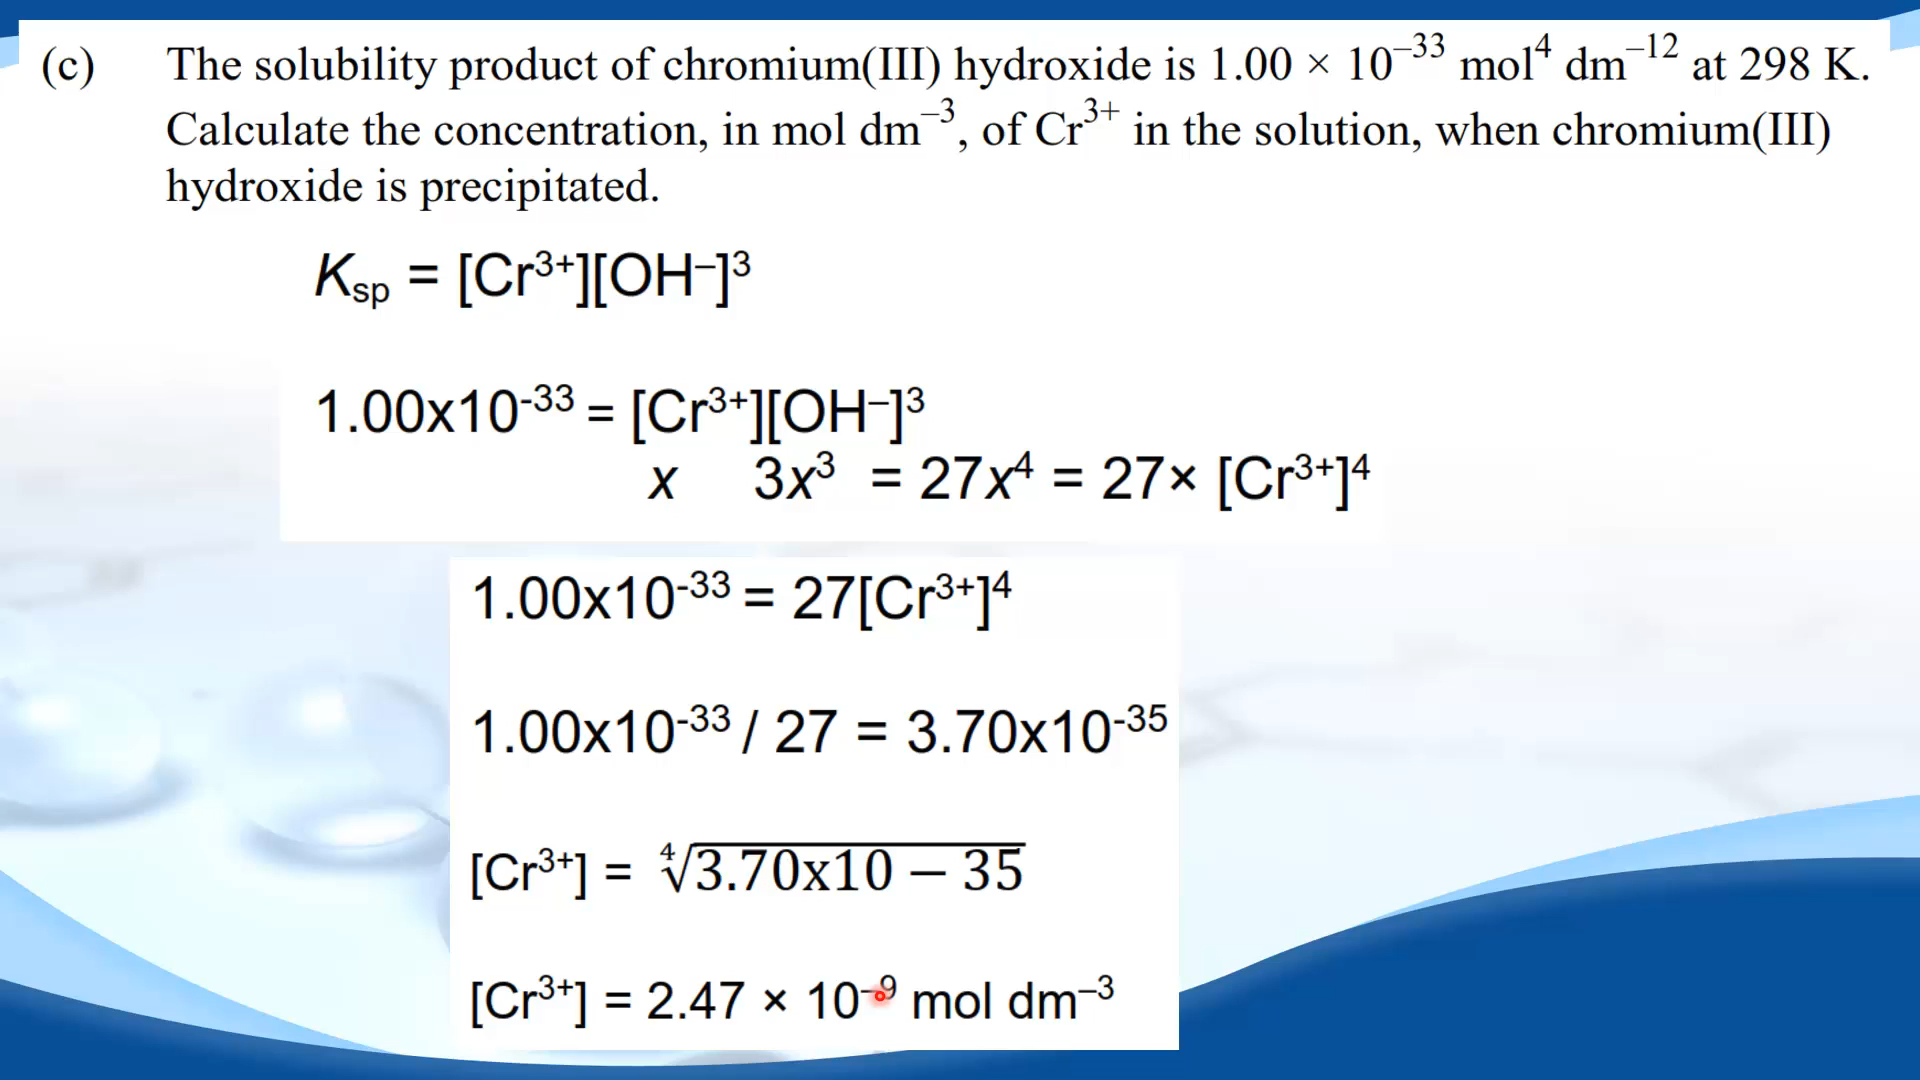 (c) The solubility product of chromium(III) hydroxide is 1.00 × 10⁻³³ mol⁴ dm⁻¹² at 298 K.
Calculate the concentration, in mol dm⁻³, of Cr³⁺ in the solution, when chromium(III)
hydroxide is precipitated.
Kₛₚ = [Cr³⁺][OH⁻]³
1.00x10⁻³³ = [Cr³⁺][OH⁻]³
x 3x³ = 27x⁴ = 27× [Cr³⁺]⁴
1.00x10⁻³³ = 27[Cr³⁺]⁴
1.00x10⁻³³ / 27 = 3.70x10⁻³⁵
[Cr³⁺] = ∜3.70x10 – 35
[Cr³⁺] = 2.47 × 10⁻⁹ mol dm⁻³